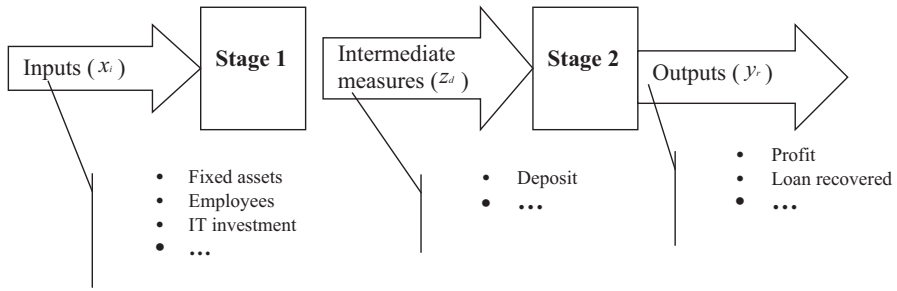 Inputs (xᵢ)
Stage 1
Intermediate
measures (z_d)
Stage 2
Outputs (yᵣ)
• Fixed assets
• Employees
• IT investment
• ...
• Deposit
• ...
• Profit
• Loan recovered
• ...